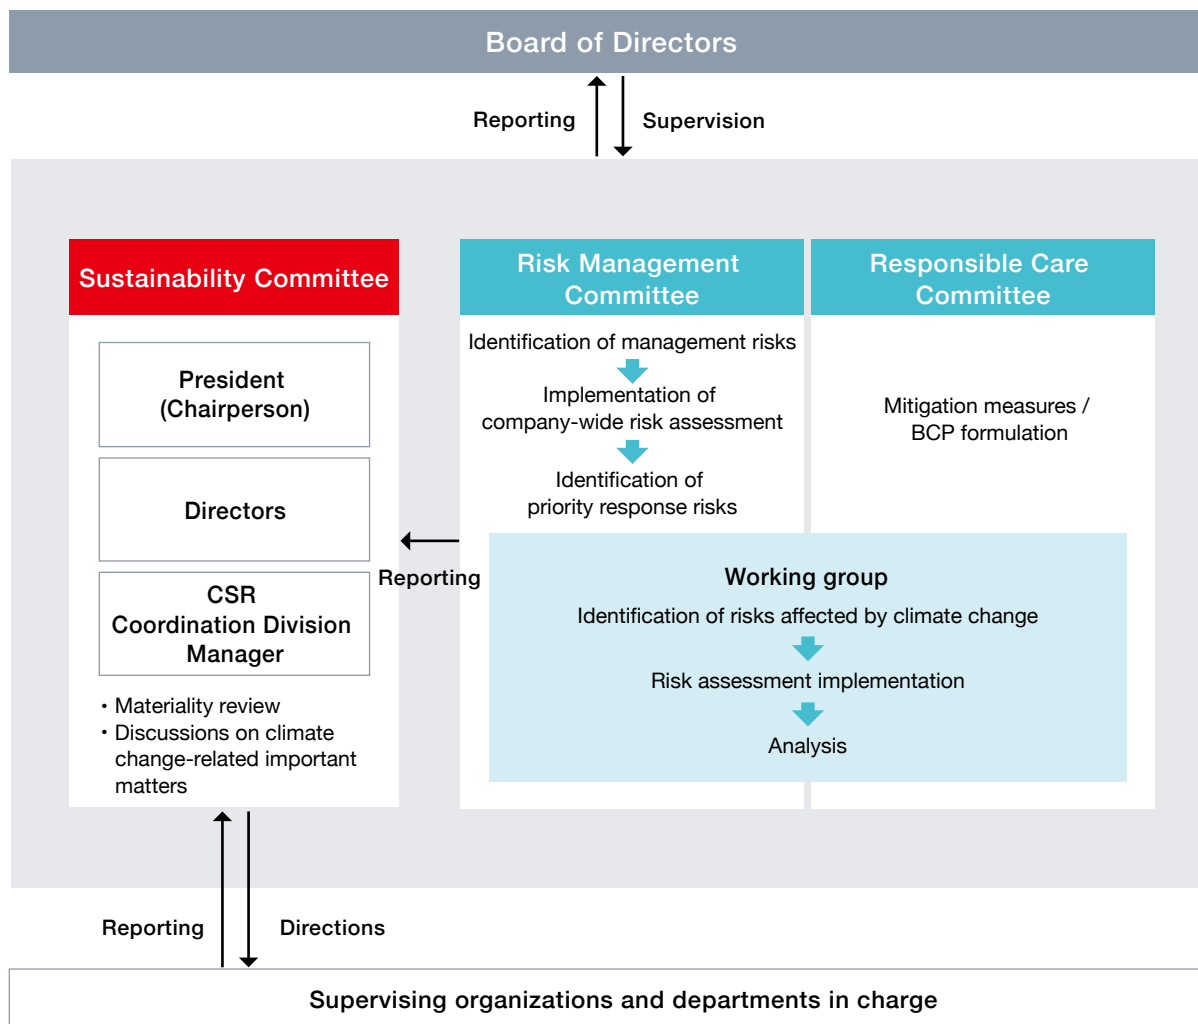 Board of Directors
Reporting
Supervision
Sustainability Committee
President
(Chairperson)
Directors
CSR
Coordination Division
Manager
・Materiality review
・Discussions on climate
change-related important
matters
Reporting
Risk Management
Committee
Identification of management risks
Implementation of
company-wide risk assessment
Identification of
priority response risks
Responsible Care
Committee
Mitigation measures /
BCP formulation
Working group
Identification of risks affected by climate change
Risk assessment implementation
Analysis
Reporting
Directions
Supervising organizations and departments in charge